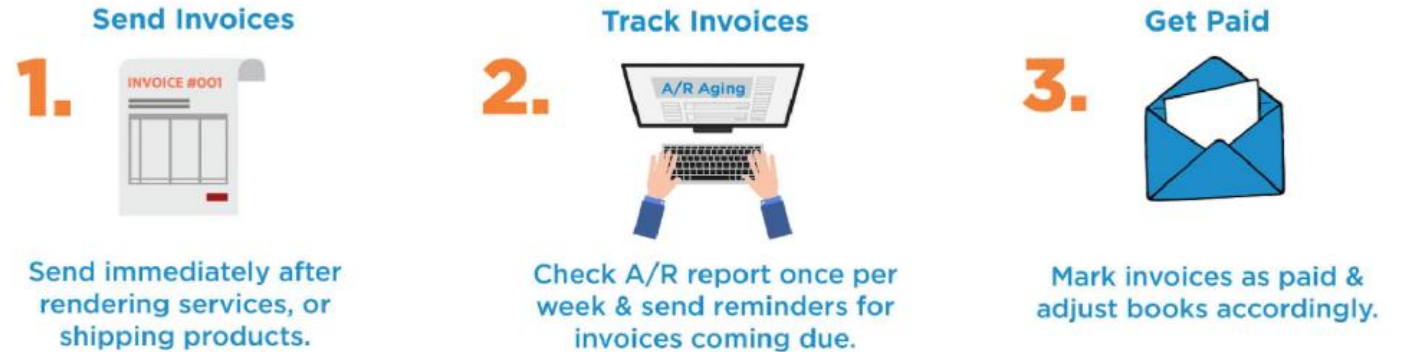 Send Invoices
1.
INVOICE #001
Send immediately after
rendering services, or
shipping products.
Track Invoices
2.
A/R Aging
Check A/R report once per
week & send reminders for
invoices coming due.
Get Paid
3.
Mark invoices as paid &
adjust books accordingly.